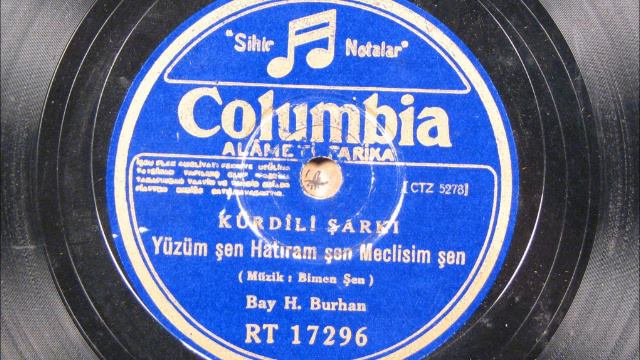 "Sihir Notalar"
Columbia
ALÂMETİ FARİKA
[CTZ 5278]
KÜRDİLİ ŞARKI
Yüzüm şen Hatıram şen Meclisim şen
( Müzik : Bimen Şen )
Bay H. Burhan
RT 17296